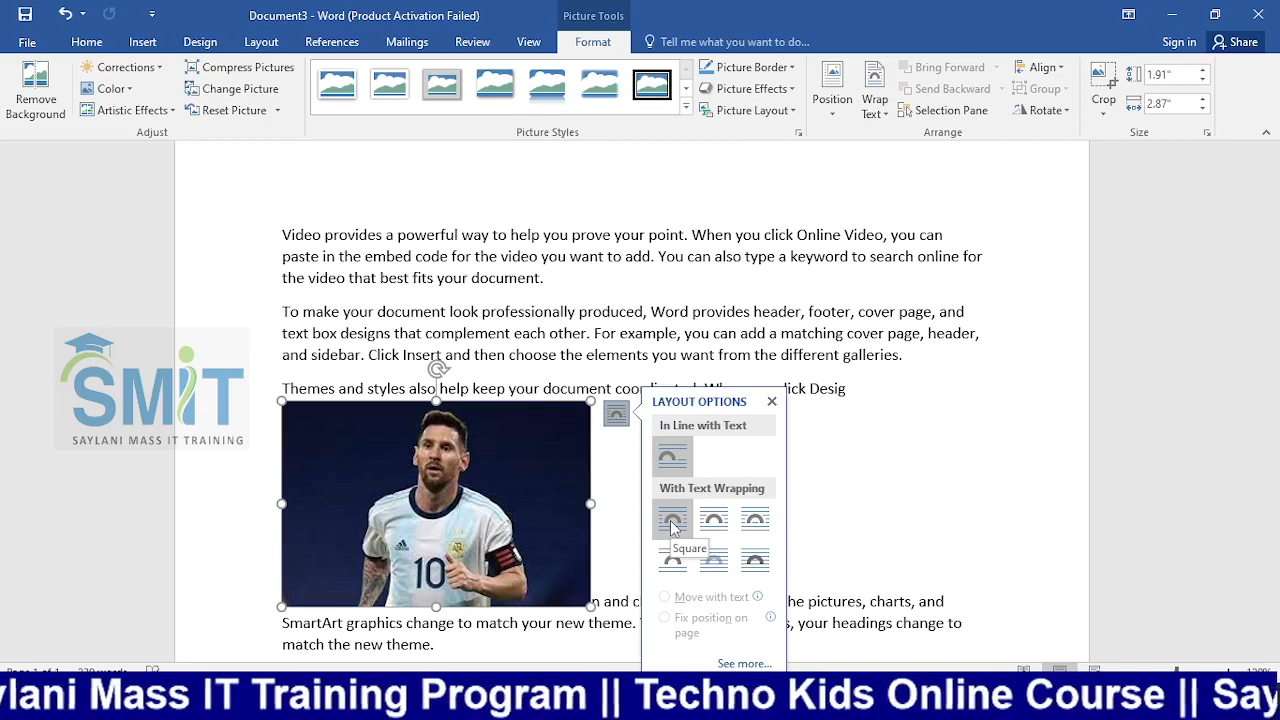 Document3 - Word (Product Activation Failed)
Picture Tools
File
Home
Insert
Design
Layout
References
Mailings
Review
View
Format
Tell me what you want to do...
Sign in
Share
Remove Background
Corrections
Color
Artistic Effects
Compress Pictures
Change Picture
Reset Picture
Adjust
Picture Styles
Picture Border
Picture Effects
Picture Layout
Position
Wrap Text
Bring Forward
Send Backward
Selection Pane
Align
Group
Rotate
Arrange
Crop
1.91"
2.87"
Size
Video provides a powerful way to help you prove your point. When you click Online Video, you can
paste in the embed code for the video you want to add. You can also type a keyword to search online for
the video that best fits your document.
To make your document look professionally produced, Word provides header, footer, cover page, and
text box designs that complement each other. For example, you can add a matching cover page, header,
and sidebar. Click Insert and then choose the elements you want from the different galleries.
Themes and styles also help keep your document click Desig
SMIT
SAYLANI MASS IT TRAINING
10
LAYOUT OPTIONS
In Line with Text
With Text Wrapping
Square
Move with text
Fix position on
page
See more...
n and he pictures, charts, and
SmartArt graphics change to match your new theme. s, your headings change to
match the new theme.
ylani Mass IT Training Program || Techno Kids Online Course || Say